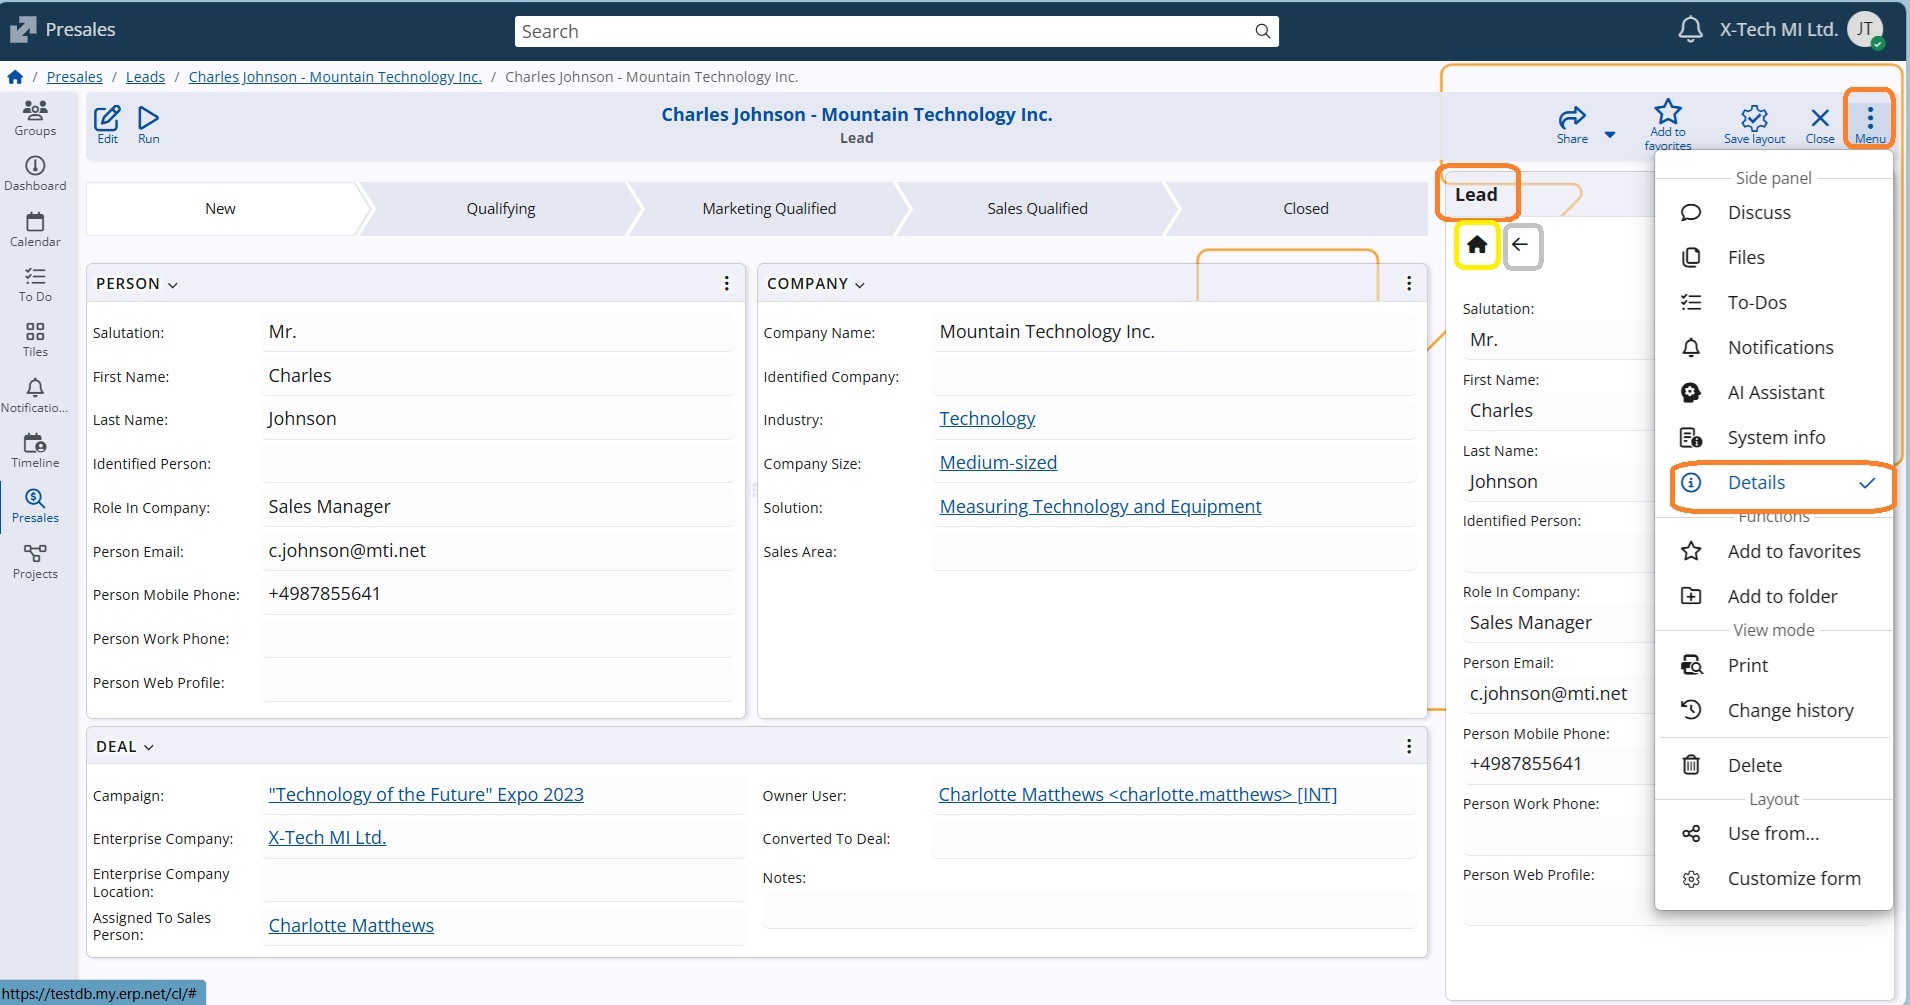 Presales
Search
X-Tech MI Ltd.
JT
/ Presales / Leads / Charles Johnson - Mountain Technology Inc. / Charles Johnson - Mountain Technology Inc.
Groups
Dashboard
Calendar
To Do
Tiles
Notificatio...
Timeline
Presales
Projects
Edit
Run
Charles Johnson - Mountain Technology Inc.
Lead
Share
Add to
favorites
Save layout
Close
Menu
New
Qualifying
Marketing Qualified
Sales Qualified
Closed
PERSON
Salutation: Mr.
First Name: Charles
Last Name: Johnson
Identified Person:
Role In Company: Sales Manager
Person Email: c.johnson@mti.net
Person Mobile Phone: +4987855641
Person Work Phone:
Person Web Profile:
COMPANY
Company Name: Mountain Technology Inc.
Identified Company:
Industry: Technology
Company Size: Medium-sized
Solution: Measuring Technology and Equipment
Sales Area:
DEAL
Campaign: "Technology of the Future" Expo 2023
Enterprise Company: X-Tech MI Ltd.
Enterprise Company
Location:
Assigned To Sales
Person:
Charlotte Matthews
Owner User: Charlotte Matthews <charlotte.matthews> [INT]
Converted To Deal:
Notes:
Lead
Salutation:
Mr.
First Name:
Charles
Last Name:
Johnson
Identified Person:
Role In Company:
Sales Manager
Person Email:
c.johnson@mti.net
Person Mobile Phone:
+4987855641
Person Work Phone:
Person Web Profile:
Side panel
Discuss
Files
To-Dos
Notifications
AI Assistant
System info
Details
Functions
Add to favorites
Add to folder
View mode
Print
Change history
Delete
Layout
Use from...
Customize form
https://testdb.my.erp.net/cl/#